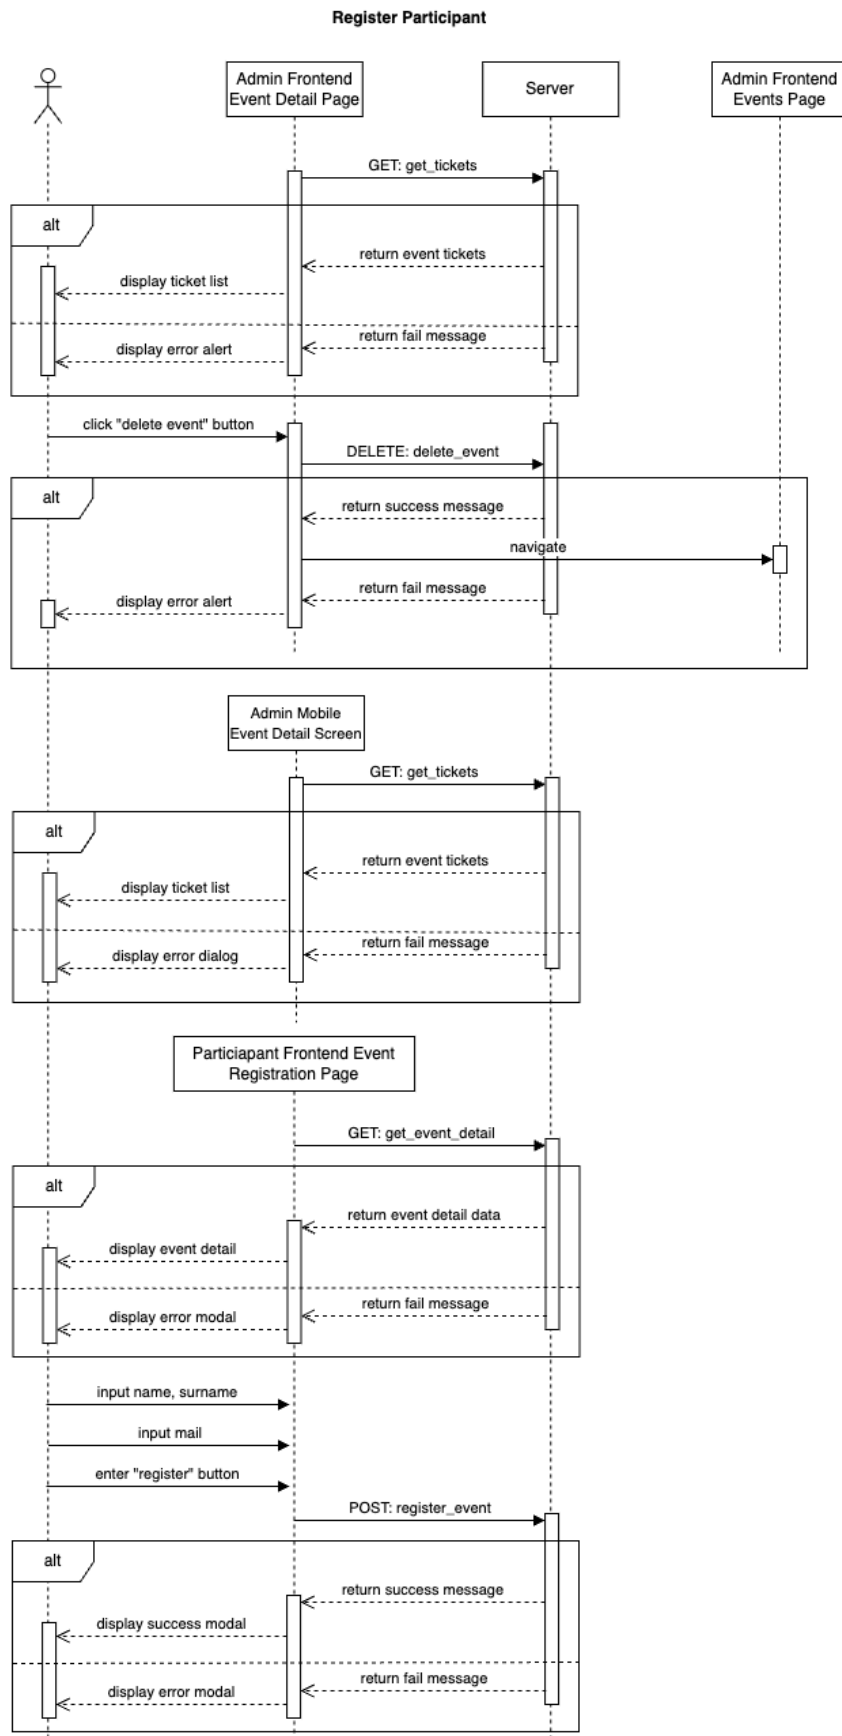 Register Participant
Admin Frontend
Event Detail Page
Server
Admin Frontend
Events Page
GET: get_tickets
alt
return event tickets
display ticket list
return fail message
display error alert
click "delete event" button
DELETE: delete_event
alt
return success message
navigate
return fail message
display error alert
Admin Mobile
Event Detail Screen
GET: get_tickets
alt
return event tickets
display ticket list
return fail message
display error dialog
Particiapant Frontend Event
Registration Page
GET: get_event_detail
alt
return event detail data
display event detail
return fail message
display error modal
input name, surname
input mail
enter "register" button
POST: register_event
alt
return success message
display success modal
return fail message
display error modal